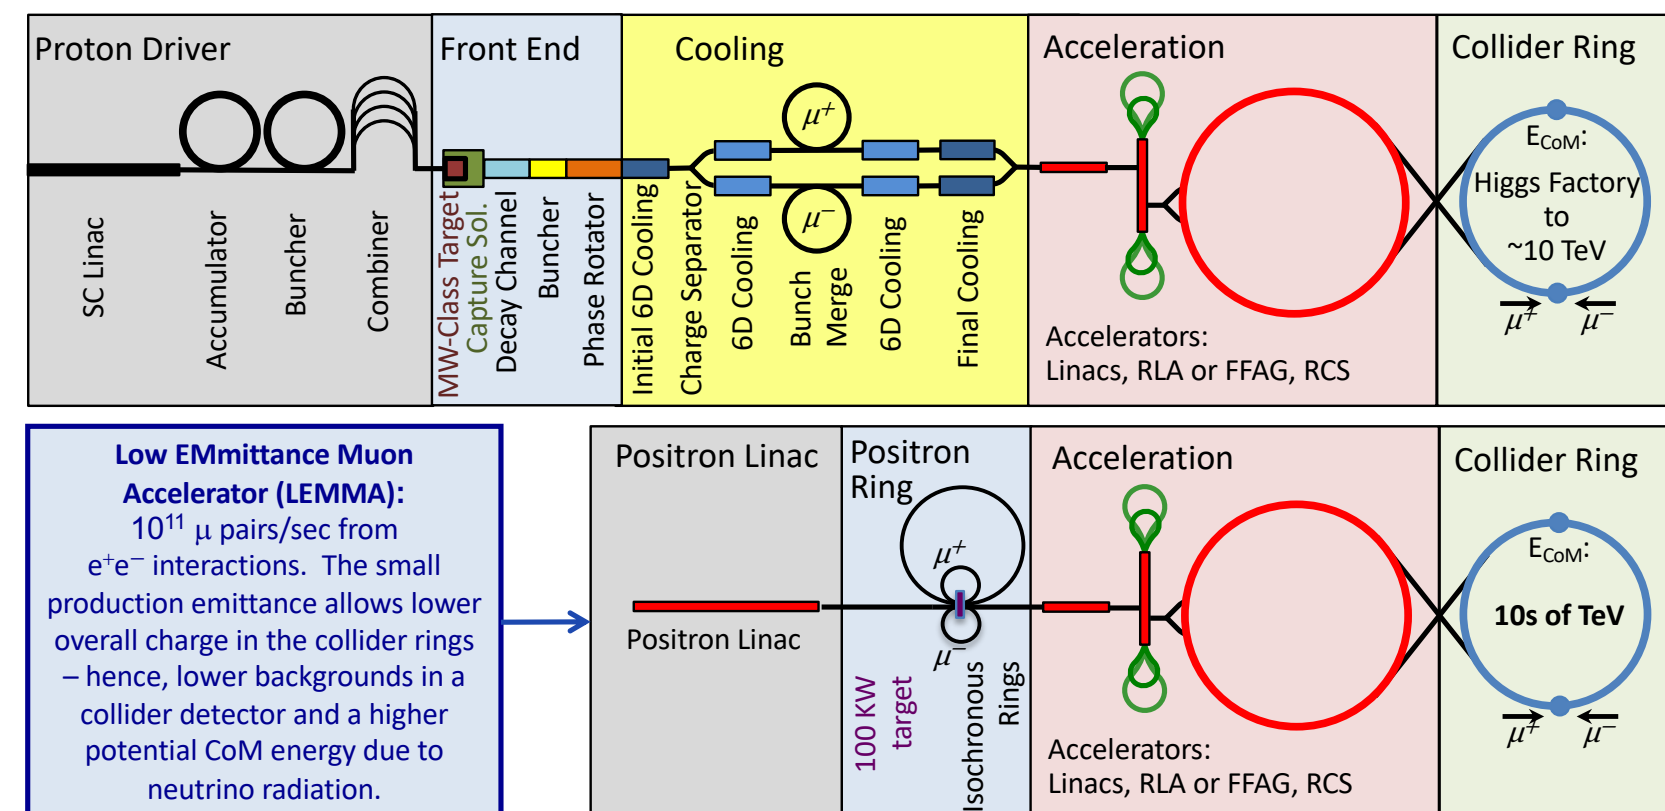 Proton Driver
Front End
Cooling
Acceleration
Collider Ring
μ+
μ−
SC Linac
Accumulator
Buncher
Combiner
MW-Class Target
Capture Sol.
Decay Channel
Buncher
Phase Rotator
Initial 6D Cooling
Charge Separator
6D Cooling
Bunch
Merge
6D Cooling
Final Cooling
Accelerators:
Linacs, RLA or FFAG, RCS
ECoM:
Higgs Factory
to
~10 TeV
μ+ μ−
Low EMmittance Muon
Accelerator (LEMMA):
10¹¹ μ pairs/sec from
e⁺e⁻ interactions. The small
production emittance allows lower
overall charge in the collider rings
– hence, lower backgrounds in a
collider detector and a higher
potential CoM energy due to
neutrino radiation.
Positron Linac
Positron
Ring
Acceleration
Collider Ring
Positron Linac
μ+
μ−
100 KW
target
Isochronous
Rings
Accelerators:
Linacs, RLA or FFAG, RCS
ECoM:
10s of TeV
μ+ μ−